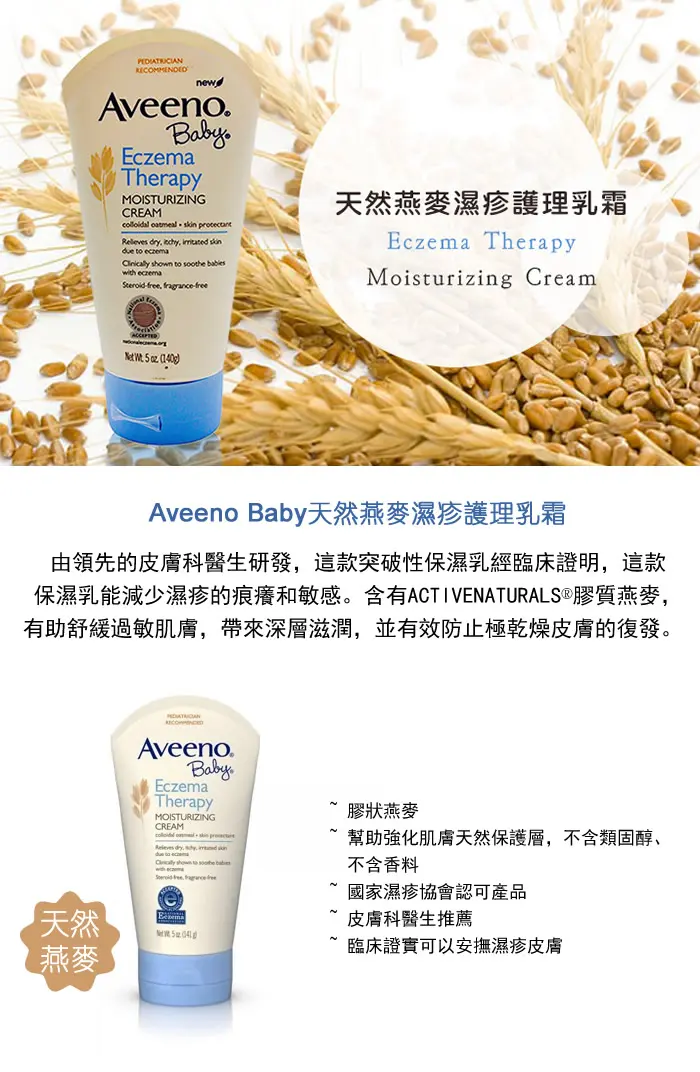 PEDIATRICIAN
RECOMMENDED
new
Aveeno®
Baby®
Eczema
Therapy
MOISTURIZING
CREAM
colloidal oatmeal • skin protectant
Relieves dry, itchy, irritated skin
due to eczema
Clinically shown to soothe babies
with eczema
Steroid-free, fragrance-free
National Eczema
Association
ACCEPTED
nationaleczema.org
Net Wt. 5 oz. (140g)
天然燕麥濕疹護理乳霜
Eczema Therapy
Moisturizing Cream
Aveeno Baby天然燕麥濕疹護理乳霜
由領先的皮膚科醫生研發，這款突破性保濕乳經臨床證明，這款
保濕乳能減少濕疹的痕癢和敏感。含有ACTIVENATURALS®膠質燕麥，
有助舒緩過敏肌膚，帶來深層滋潤，並有效防止極乾燥皮膚的復發。
PEDIATRICIAN
RECOMMENDED
Aveeno®
Baby®
Eczema
Therapy
MOISTURIZING
CREAM
colloidal oatmeal • skin protectant
Relieves dry, itchy, irritated skin
due to eczema
Clinically shown to soothe babies
with eczema
Steroid-free, fragrance-free
ACCEPTED
e
NATIONAL
Eczema
ASSOCIATION
Net Wt. 5 oz. (141 g)
天然
燕麥
~ 膠狀燕麥
~ 幫助強化肌膚天然保護層，不含類固醇、
不含香料
~ 國家濕疹協會認可產品
~ 皮膚科醫生推薦
~ 臨床證實可以安撫濕疹皮膚